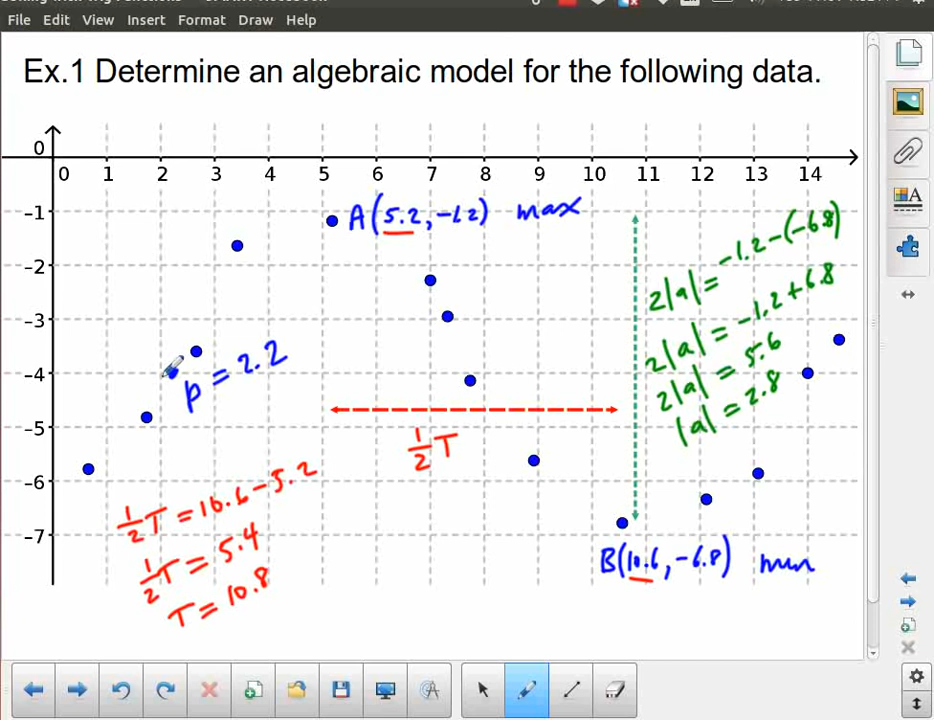 File Edit View Insert Format Draw Help
Ex.1 Determine an algebraic model for the following data.
0
0 1 2 3 4 5 6 7 8 9 10 11 12 13 14
-1
-2
-3
-4
-5
-6
-7
A(5.2, -1.2) max
2|a| = -1.2-(-6.8)
2|a| = -1.2+6.8
2|a| = 5.6
|a| = 2.8
p = 2.2
1/2 T
1/2 T = 10.6-5.2
1/2 T = 5.4
T = 10.8
B(10.6, -6.8) min